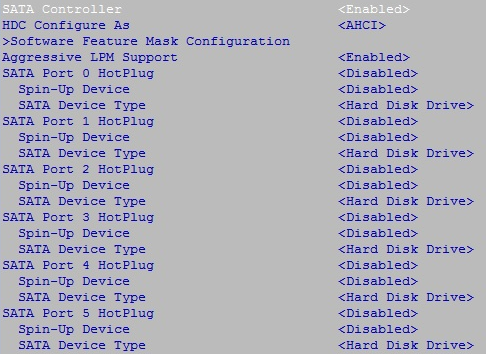 SATA Controller <Enabled>
HDC Configure As <AHCI>
>Software Feature Mask Configuration
Aggressive LPM Support <Enabled>
SATA Port 0 HotPlug <Disabled>
Spin-Up Device <Disabled>
SATA Device Type <Hard Disk Drive>
SATA Port 1 HotPlug <Disabled>
Spin-Up Device <Disabled>
SATA Device Type <Hard Disk Drive>
SATA Port 2 HotPlug <Disabled>
Spin-Up Device <Disabled>
SATA Device Type <Hard Disk Drive>
SATA Port 3 HotPlug <Disabled>
Spin-Up Device <Disabled>
SATA Device Type <Hard Disk Drive>
SATA Port 4 HotPlug <Disabled>
Spin-Up Device <Disabled>
SATA Device Type <Hard Disk Drive>
SATA Port 5 HotPlug <Disabled>
Spin-Up Device <Disabled>
SATA Device Type <Hard Disk Drive>